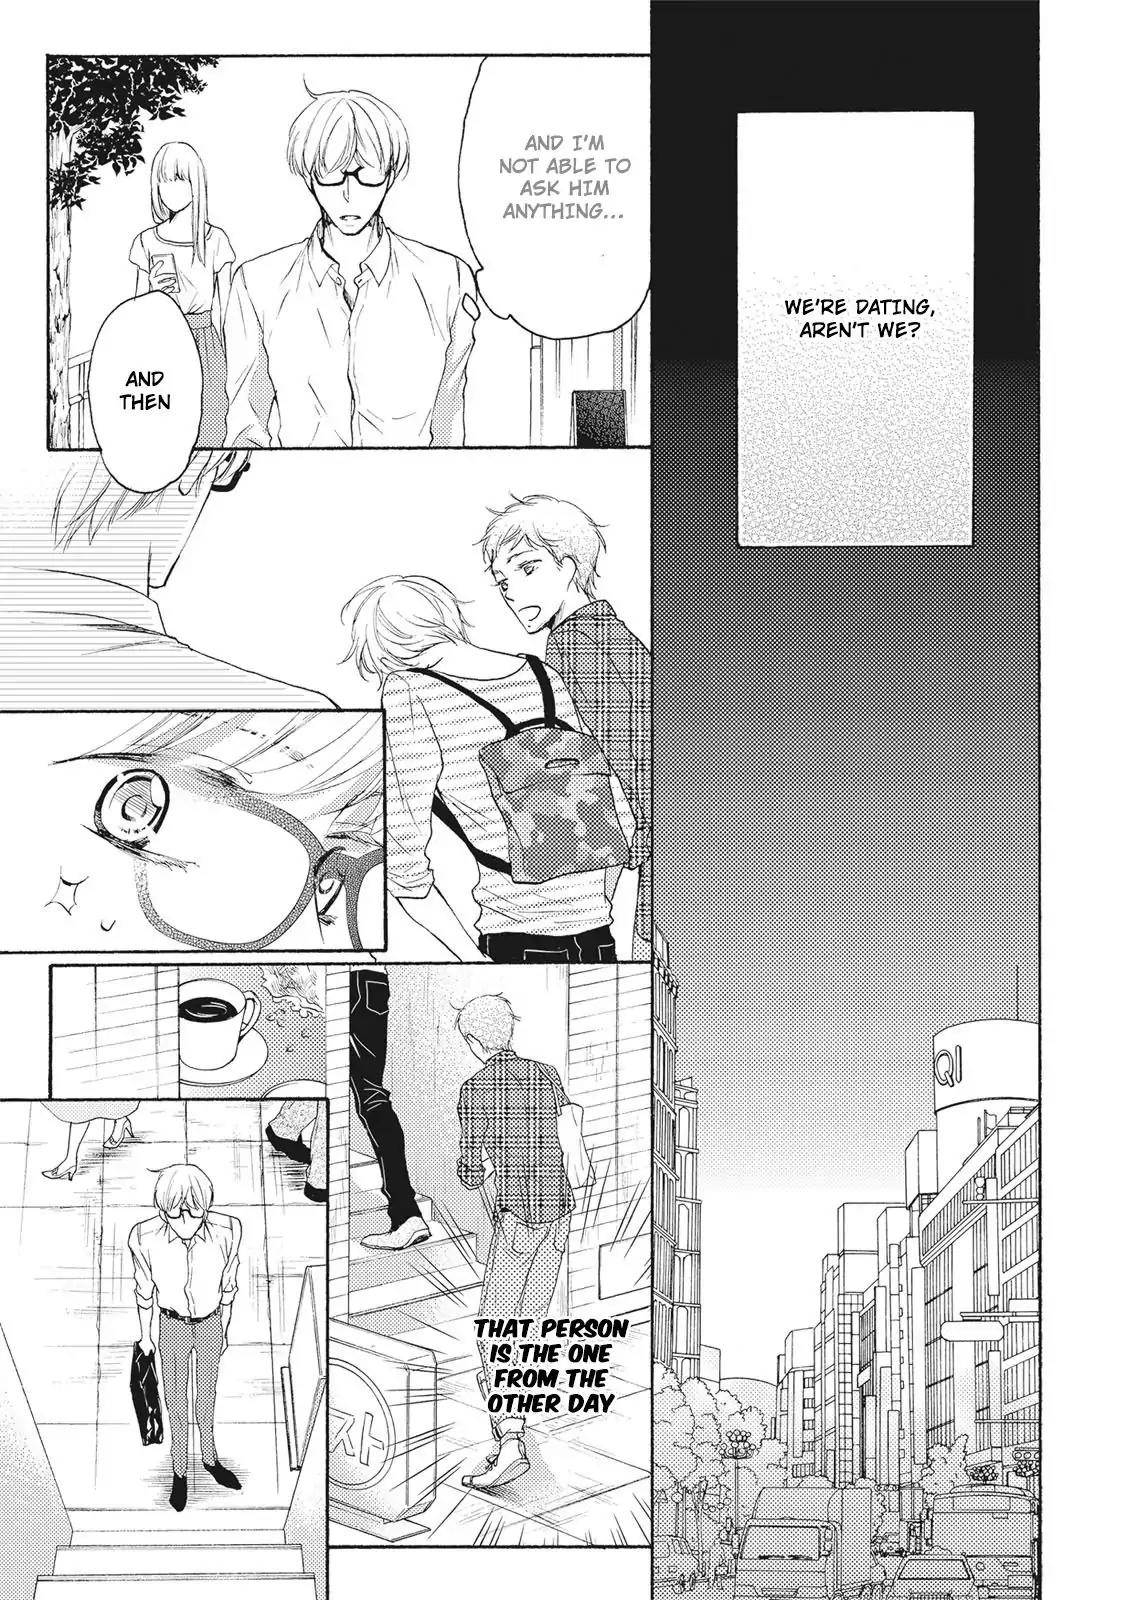 WE'RE DATING,
AREN'T WE?
AND I'M
NOT ABLE TO
ASK HIM
ANYTHING...
AND
THEN
THAT PERSON
IS THE ONE
FROM THE
OTHER DAY
QI